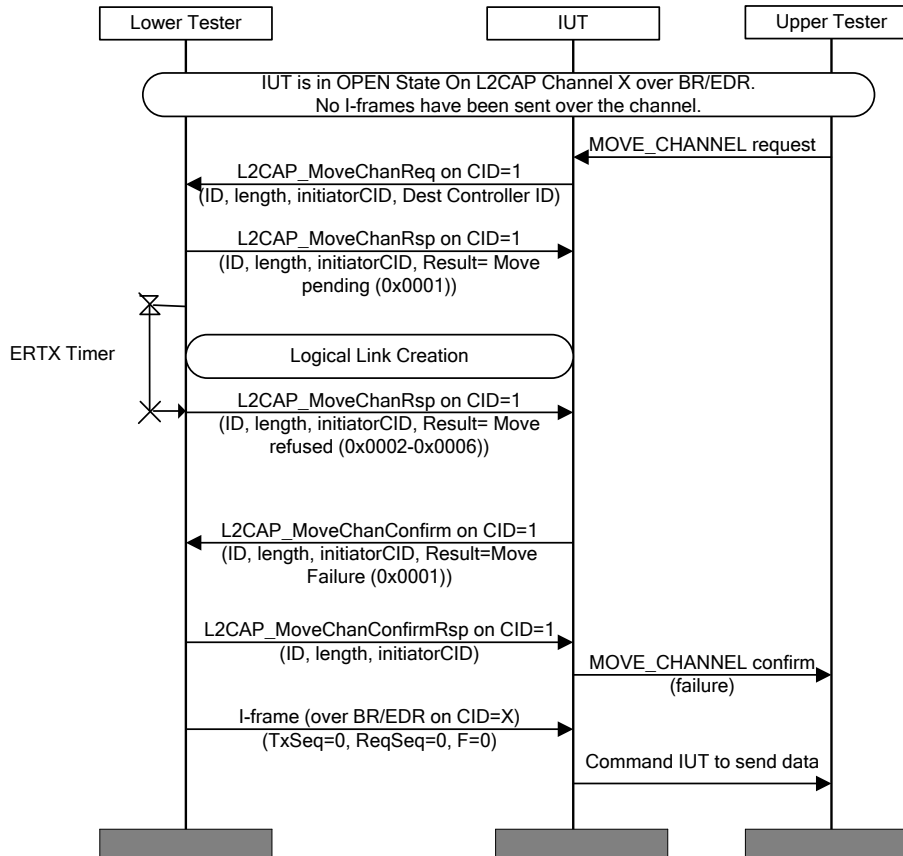 Lower Tester
IUT
Upper Tester
IUT is in OPEN State On L2CAP Channel X over BR/EDR.
No I-frames have been sent over the channel.
MOVE_CHANNEL request
L2CAP_MoveChanReq on CID=1
(ID, length, initiatorCID, Dest Controller ID)
L2CAP_MoveChanRsp on CID=1
(ID, length, initiatorCID, Result= Move
pending (0x0001))
ERTX Timer
Logical Link Creation
L2CAP_MoveChanRsp on CID=1
(ID, length, initiatorCID, Result= Move
refused (0x0002-0x0006))
L2CAP_MoveChanConfirm on CID=1
(ID, length, initiatorCID, Result=Move
Failure (0x0001))
L2CAP_MoveChanConfirmRsp on CID=1
(ID, length, initiatorCID)
MOVE_CHANNEL confirm
(failure)
I-frame (over BR/EDR on CID=X)
(TxSeq=0, ReqSeq=0, F=0)
Command IUT to send data